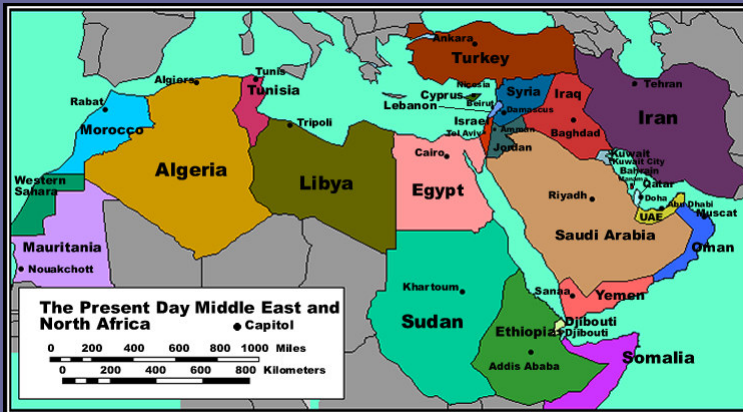 Ankara
Turkey
Tunis
Algiers
Tunisia
Nicosia
Cyprus
Syria
Iraq
Tehran
Rabat
Lebanon
Beirut
Damascus
Iran
Morocco
Tripoli
Israel
Tel Aviv
Amman
Baghdad
Jordan
Algeria
Cairo
Kuwait
Kuwait City
Bahrain
Manama
Western
Sahara
Libya
Egypt
Riyadh
Qatar
Doha
Abu Dhabi
UAE
Muscat
Mauritania
Saudi Arabia
Oman
Nouakchott
Khartoum
Sanaa
Yemen
The Present Day Middle East and
North Africa
Capitol
Sudan
Ethiopia
Djibouti
Djibouti
0 200 400 600 800 1000 Miles
Somalia
0 200 400 600 800 Kilometers
Addis Ababa